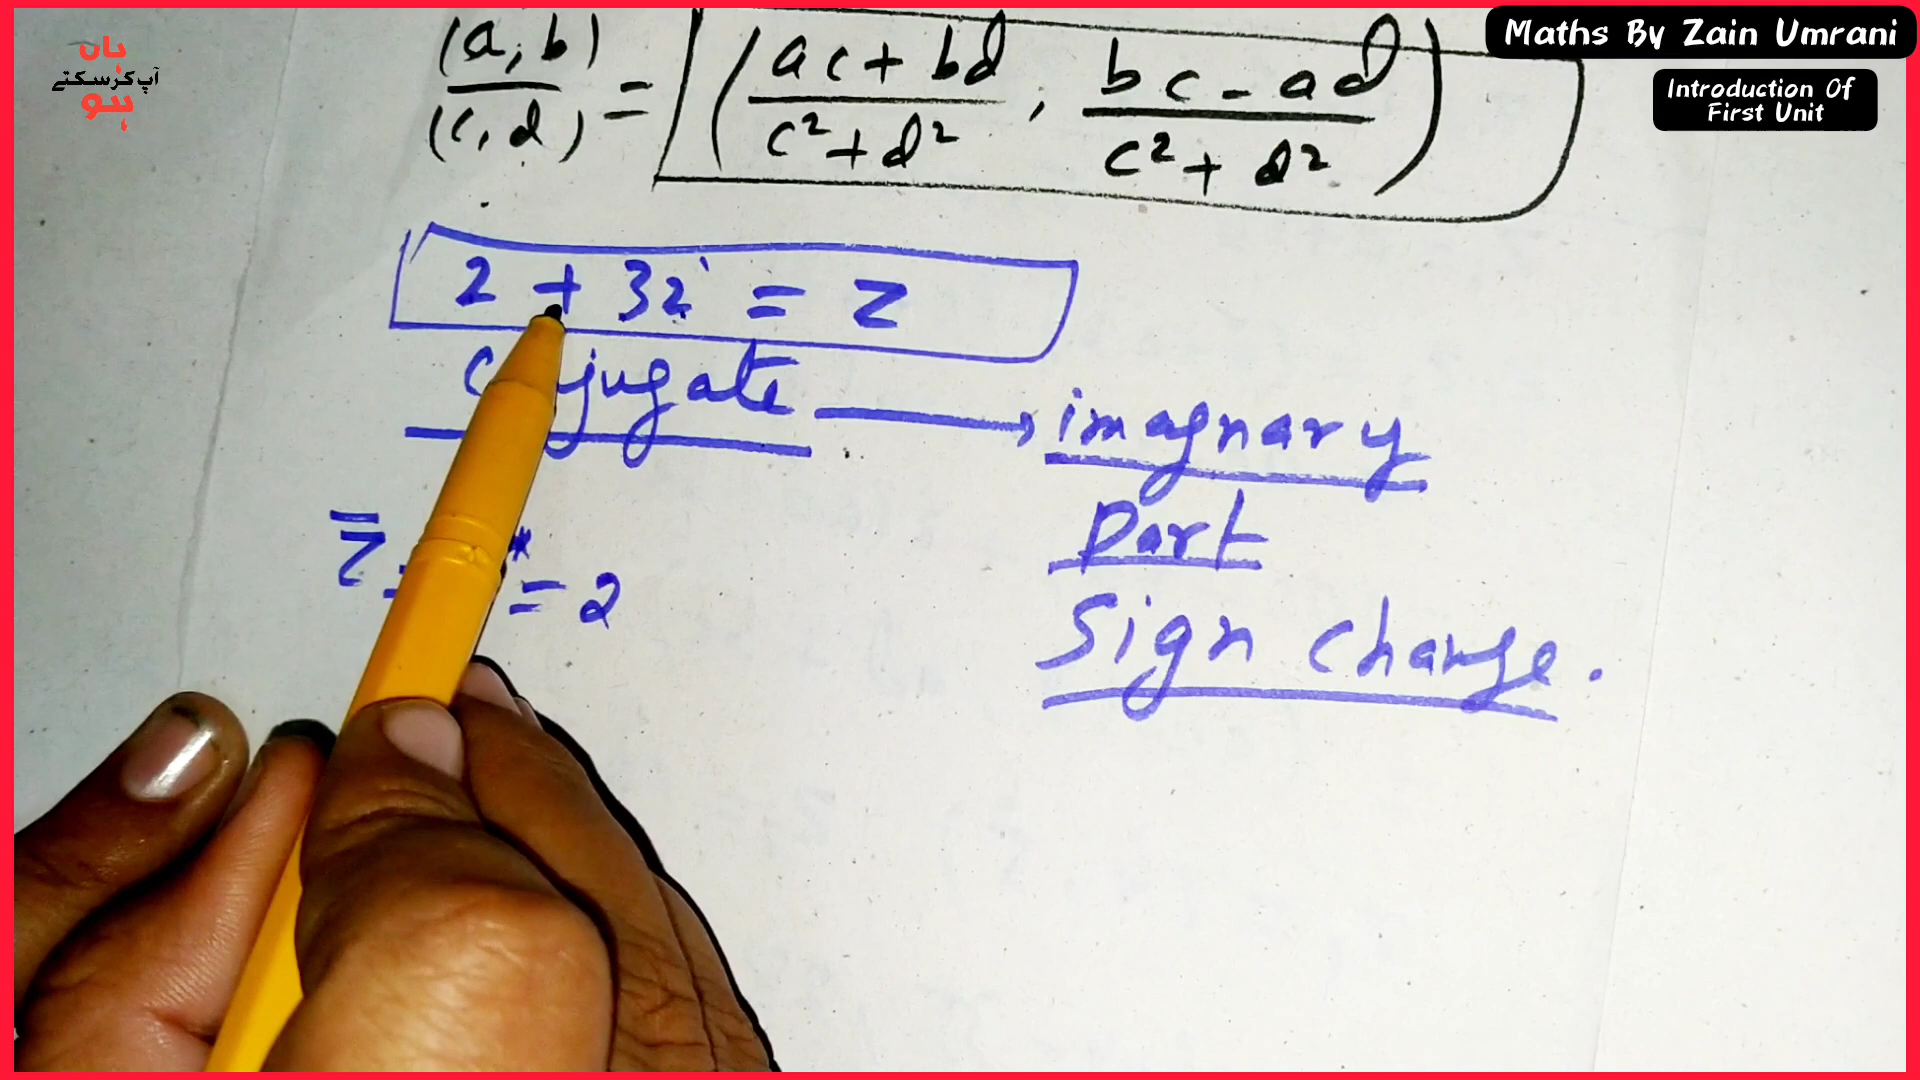 Maths By Zain Umrani
Introduction Of
First Unit
ہاں
آپ کرسکتے
ہو
(a, b)
(c, d)
= ( ac + bd
c² + d²
, bc - ad
c² + d² )
2 + 3i = z
imagnary
Part
Sign change.
z̄
* = 2